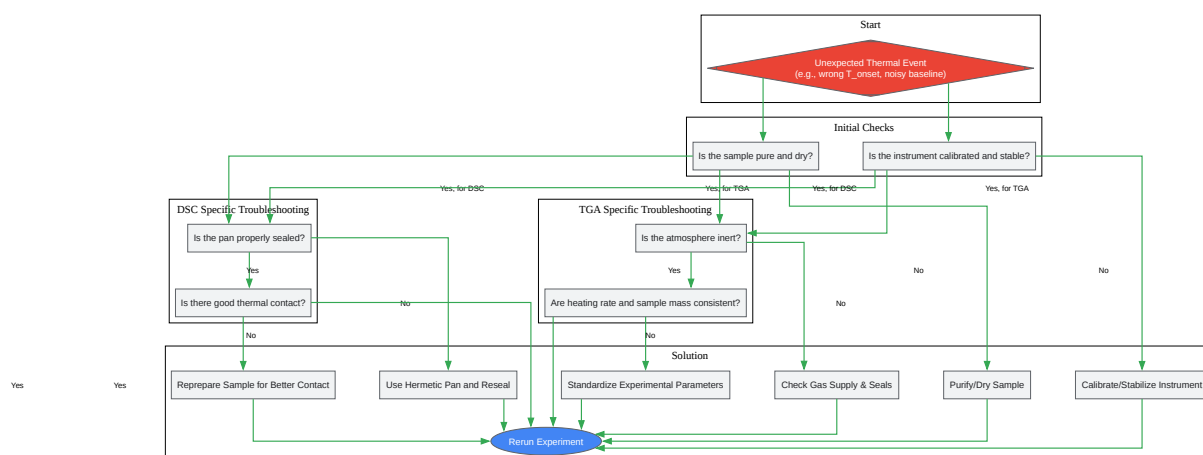 Start
Unexpected Thermal Event
(e.g., wrong T_onset, noisy baseline)
Initial Checks
Is the sample pure and dry?
Is the instrument calibrated and stable?
Yes, for DSC
Yes, for TGA
Yes, for DSC
Yes, for TGA
DSC Specific Troubleshooting
TGA Specific Troubleshooting
Is the pan properly sealed?
Is the atmosphere inert?
Yes
Yes
No
No
Is there good thermal contact?
Are heating rate and sample mass consistent?
No
No
No
No
Solution
Yes
Yes
Reprepare Sample for Better Contact
Use Hermetic Pan and Reseal
Standardize Experimental Parameters
Check Gas Supply & Seals
Purify/Dry Sample
Calibrate/Stabilize Instrument
Rerun Experiment